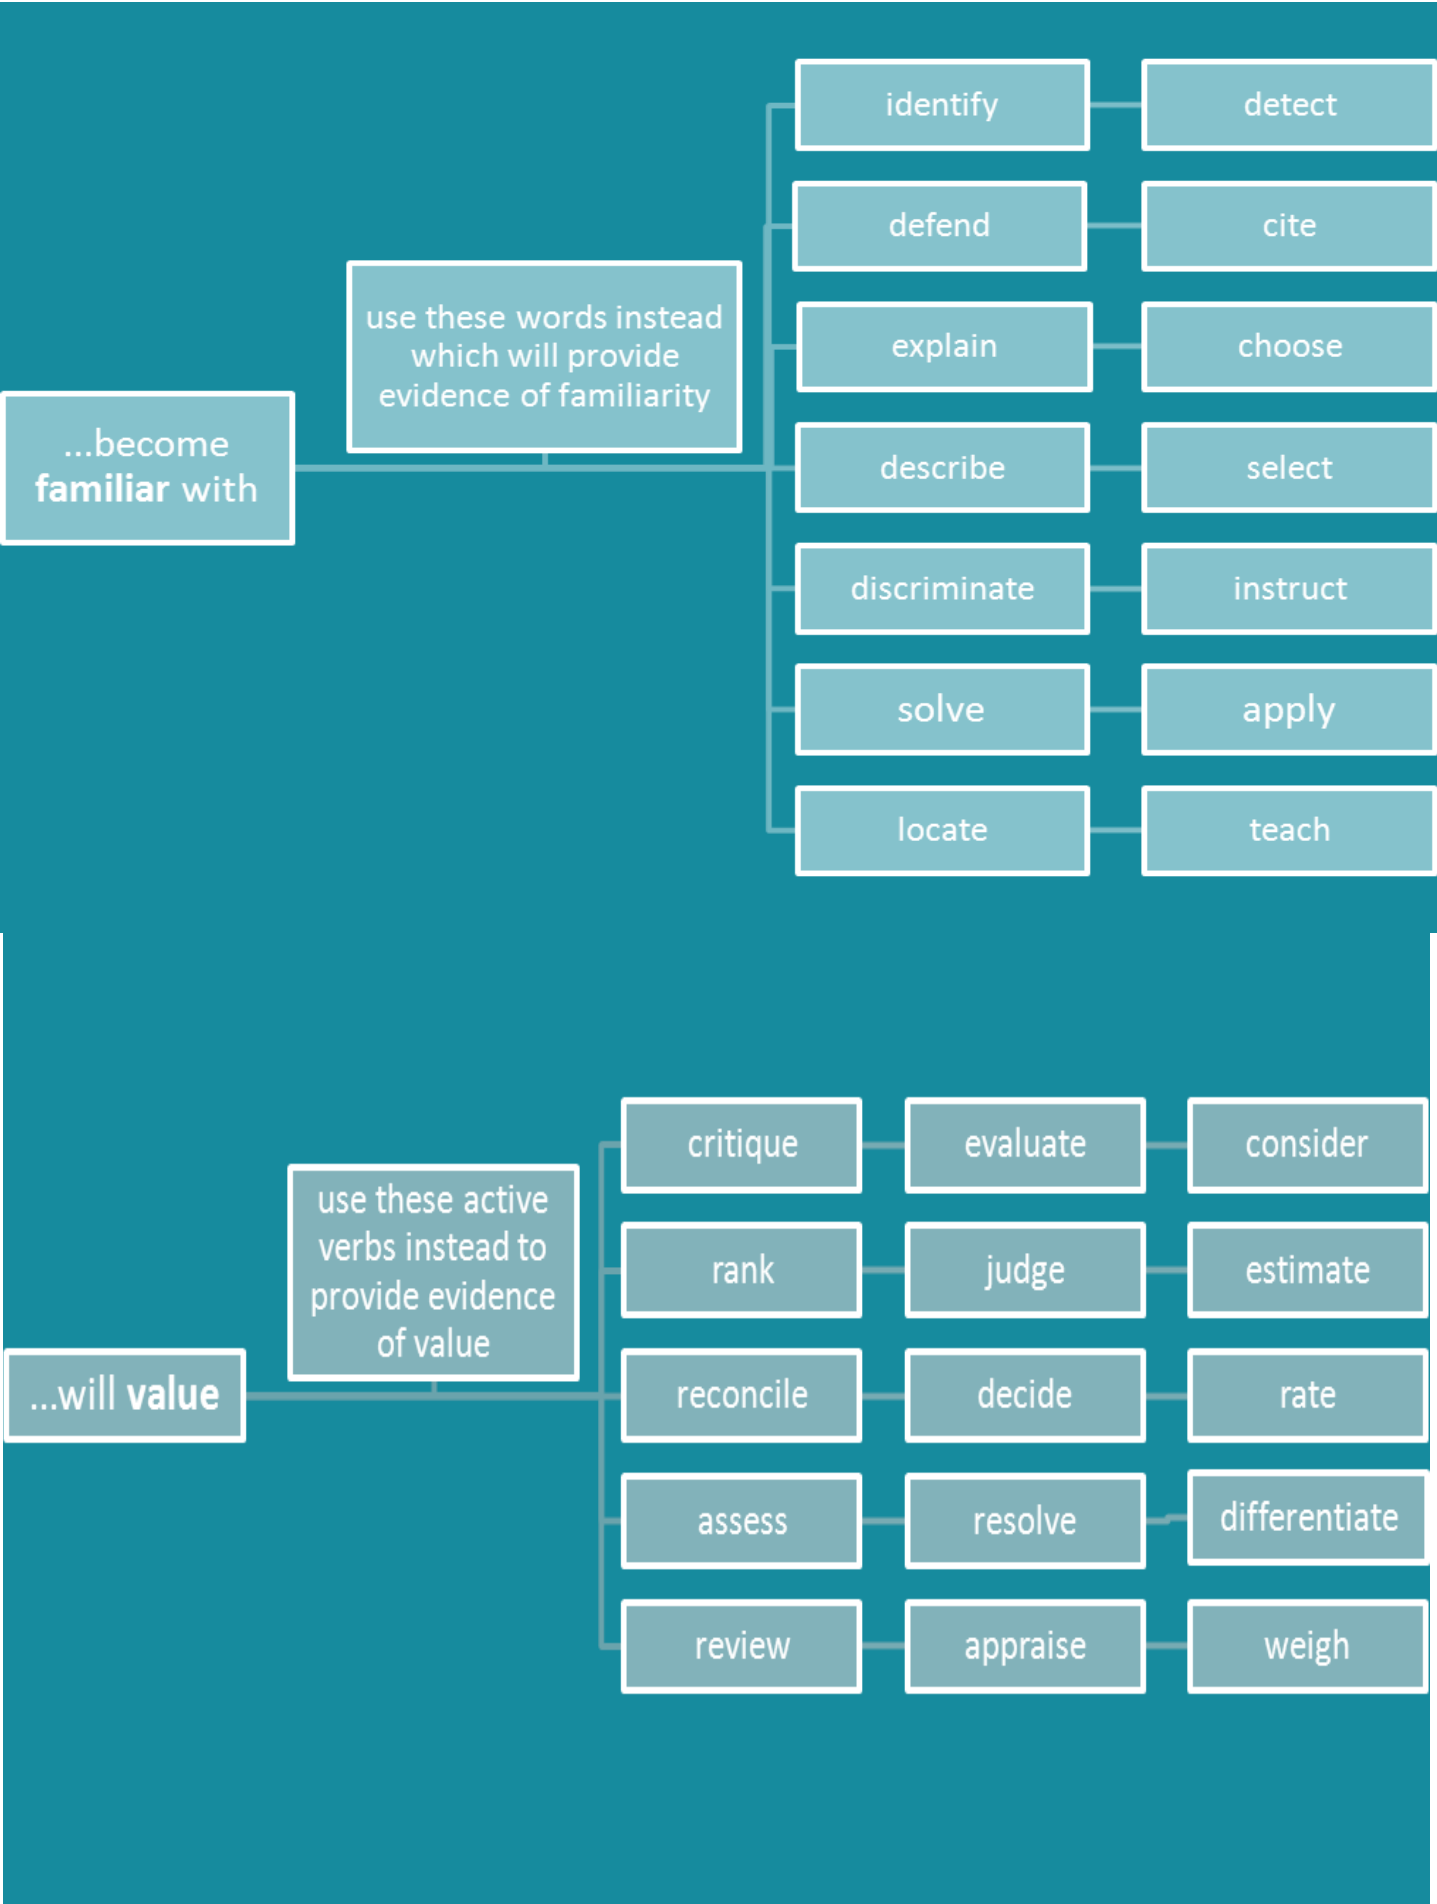 ...become
familiar with
use these words instead
which will provide
evidence of familiarity
identify
detect
defend
cite
explain
choose
describe
select
discriminate
instruct
solve
apply
locate
teach
...will value
use these active
verbs instead to
provide evidence
of value
critique
evaluate
consider
rank
judge
estimate
reconcile
decide
rate
assess
resolve
differentiate
review
appraise
weigh